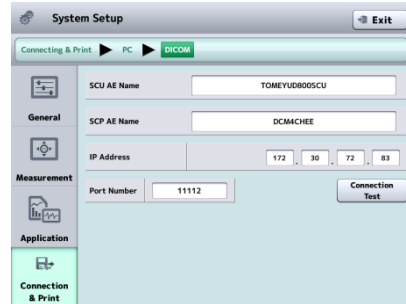 System Setup
Exit
Connecting & Print PC DICOM
General
Measurement
Application
Connection
& Print
SCU AE Name TOMEYUD800SCU
SCP AE Name DCM4CHEE
IP Address 172 . 30 . 72 . 83
Port Number 11112
Connection
Test